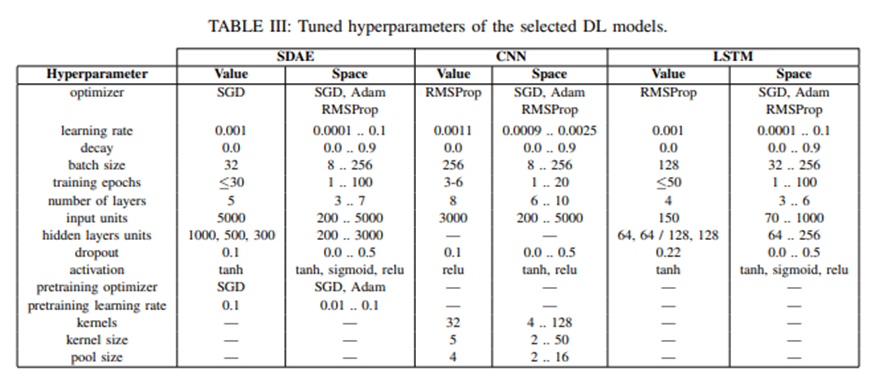 TABLE III: Tuned hyperparameters of the selected DL models.
SDAE CNN LSTM
Hyperparameter Value Space Value Space Value Space
optimizer SGD SGD, Adam RMSProp SGD, Adam RMSProp SGD, Adam
RMSProp RMSProp RMSProp
learning rate 0.001 0.0001 .. 0.1 0.0011 0.0009 .. 0.0025 0.001 0.0001 .. 0.1
decay 0.0 0.0 .. 0.9 0.0 0.0 .. 0.9 0.0 0.0 .. 0.9
batch size 32 8 .. 256 256 8 .. 256 128 32 .. 256
training epochs ≤30 1 .. 100 3-6 1 .. 20 ≤50 1 .. 100
number of layers 5 3 .. 7 8 6 .. 10 4 3 .. 6
input units 5000 200 .. 5000 3000 200 .. 5000 150 70 .. 1000
hidden layers units 1000, 500, 300 200 .. 3000 — — 64, 64 / 128, 128 64 .. 256
dropout 0.1 0.0 .. 0.5 0.1 0.0 .. 0.5 0.22 0.0 .. 0.5
activation tanh tanh, sigmoid, relu relu tanh, relu tanh tanh, sigmoid, relu
pretraining optimizer SGD SGD, Adam — — — —
pretraining learning rate 0.1 0.01 .. 0.1 — — — —
kernels — — 32 4 .. 128 — —
kernel size — — 5 2 .. 50 — —
pool size — — 4 2 .. 16 — —